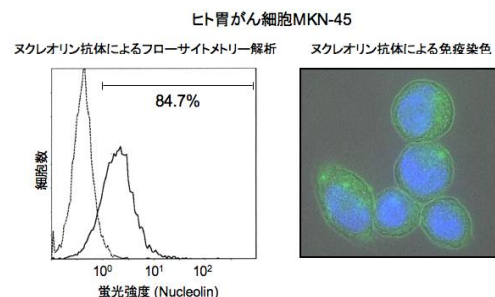 ヒト胃がん細胞MKN-45
ヌクレオリン抗体によるフローサイトメトリー解析
ヌクレオリン抗体による免疫染色
84.7%
細胞数
10⁰ 10¹ 10²
蛍光強度 (Nucleolin)